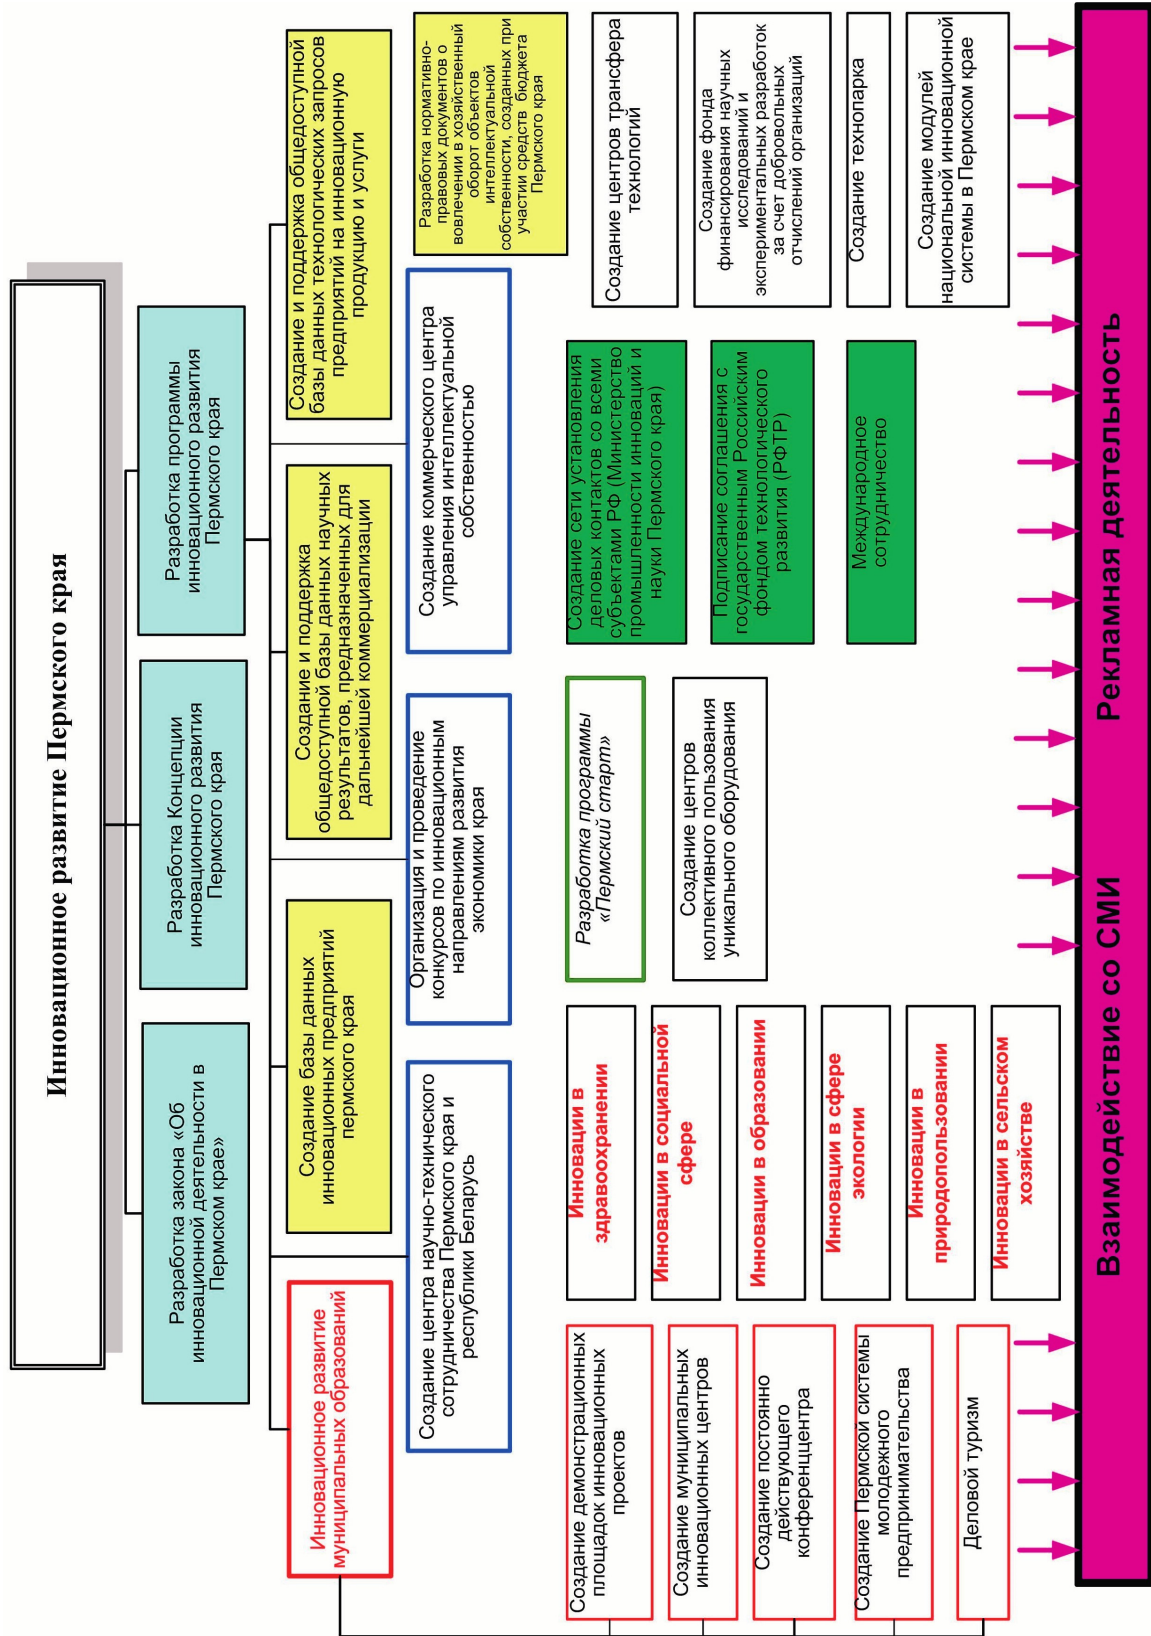 Инновационное развитие Пермского края
Разработка закона «Об
инновационной деятельности в
Пермском крае»
Разработка Концепции
инновационного развития
Пермского края
Разработка программы
инновационного развития
Пермского края
Инновационное развитие
муниципальных образований
Создание базы данных
инновационных предприятий
пермского края
Создание и поддержка
общедоступной базы данных научных
результатов, предназначенных для
дальнейшей коммерциализации
Создание и поддержка общедоступной
базы данных технологических запросов
предприятий на инновационную
продукцию и услуги
Создание центра научно-технического
сотрудничества Пермского края и
республики Беларусь
Организация и проведение
конкурсов по инновационным
направлениям развития
экономики края
Создание коммерческого центра
управления интеллектуальной
собственностью
Разработка нормативно-
правовых документов о
вовлечении в хозяйственный
оборот объектов
интеллектуальной
собственности, созданных при
участии средств бюджета
Пермского края
Создание демонстрационных
площадок инновационных
проектов
Создание муниципальных
инновационных центров
Создание постоянно
действующего
конференццентра
Создание Пермской системы
молодежного
предпринимательства
Деловой туризм
Инновации в
здравоохранении
Инновации в социальной
сфере
Инновации в образовании
Инновации в сфере
экологии
Инновации в
природопользовании
Инновации в сельском
хозяйстве
Разработка программы
«Пермский старт»
Создание центров
коллективного пользования
уникального оборудования
Создание сети установления
деловых контактов со всеми
субъектами РФ (Министерство
промышленности инноваций и
науки Пермского края)
Подписание соглашения с
государственным Российским
фондом технологического
развития (РФТР)
Международное
сотрудничество
Создание центров трансфера
технологий
Создание фонда
финансирования научных
исследований и
экспериментальных разработок
за счет добровольных
отчислений организаций
Создание технопарка
Создание модулей
национальной инновационной
системы в Пермском крае
Взаимодействие со СМИ Рекламная деятельность